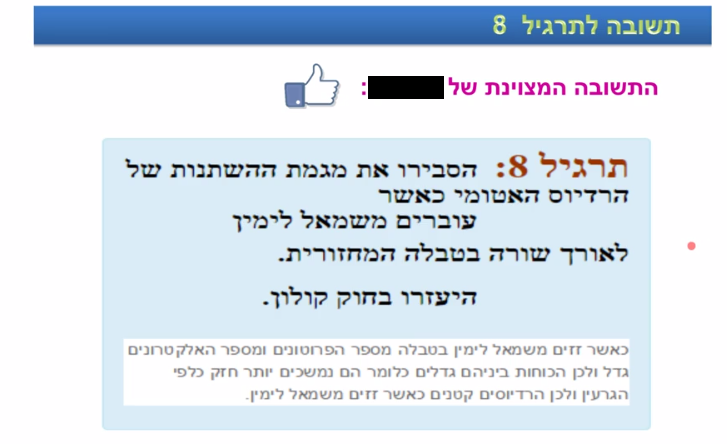 תשובה לתרגיל 8
התשובה המצוינת של :
תרגיל 8: הסבירו את מגמת ההשתנות של
הרדיוס האטומי כאשר
עוברים משמאל לימין
לאורך שורה בטבלה המחזורית.
היעזרו בחוק קולון.
כאשר זזים משמאל לימין בטבלה מספר הפרוטונים ומספר האלקטרונים
גדל ולכן הכוחות ביניהם גדלים כלומר הם נמשכים יותר חזק כלפי
הגרעין ולכן הרדיוסים קטנים כאשר זזים משמאל לימין.